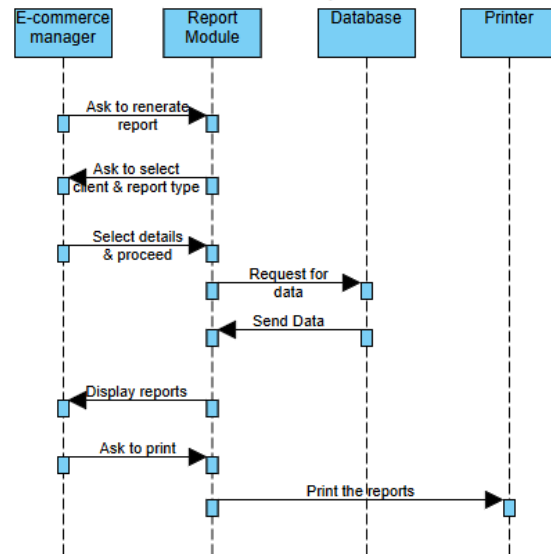 E-commerce
manager
Report
Module
Database
Printer
Ask to renerate
report
Ask to select
client & report type
Select details
& proceed
Request for
data
Send Data
Display reports
Ask to print
Print the reports